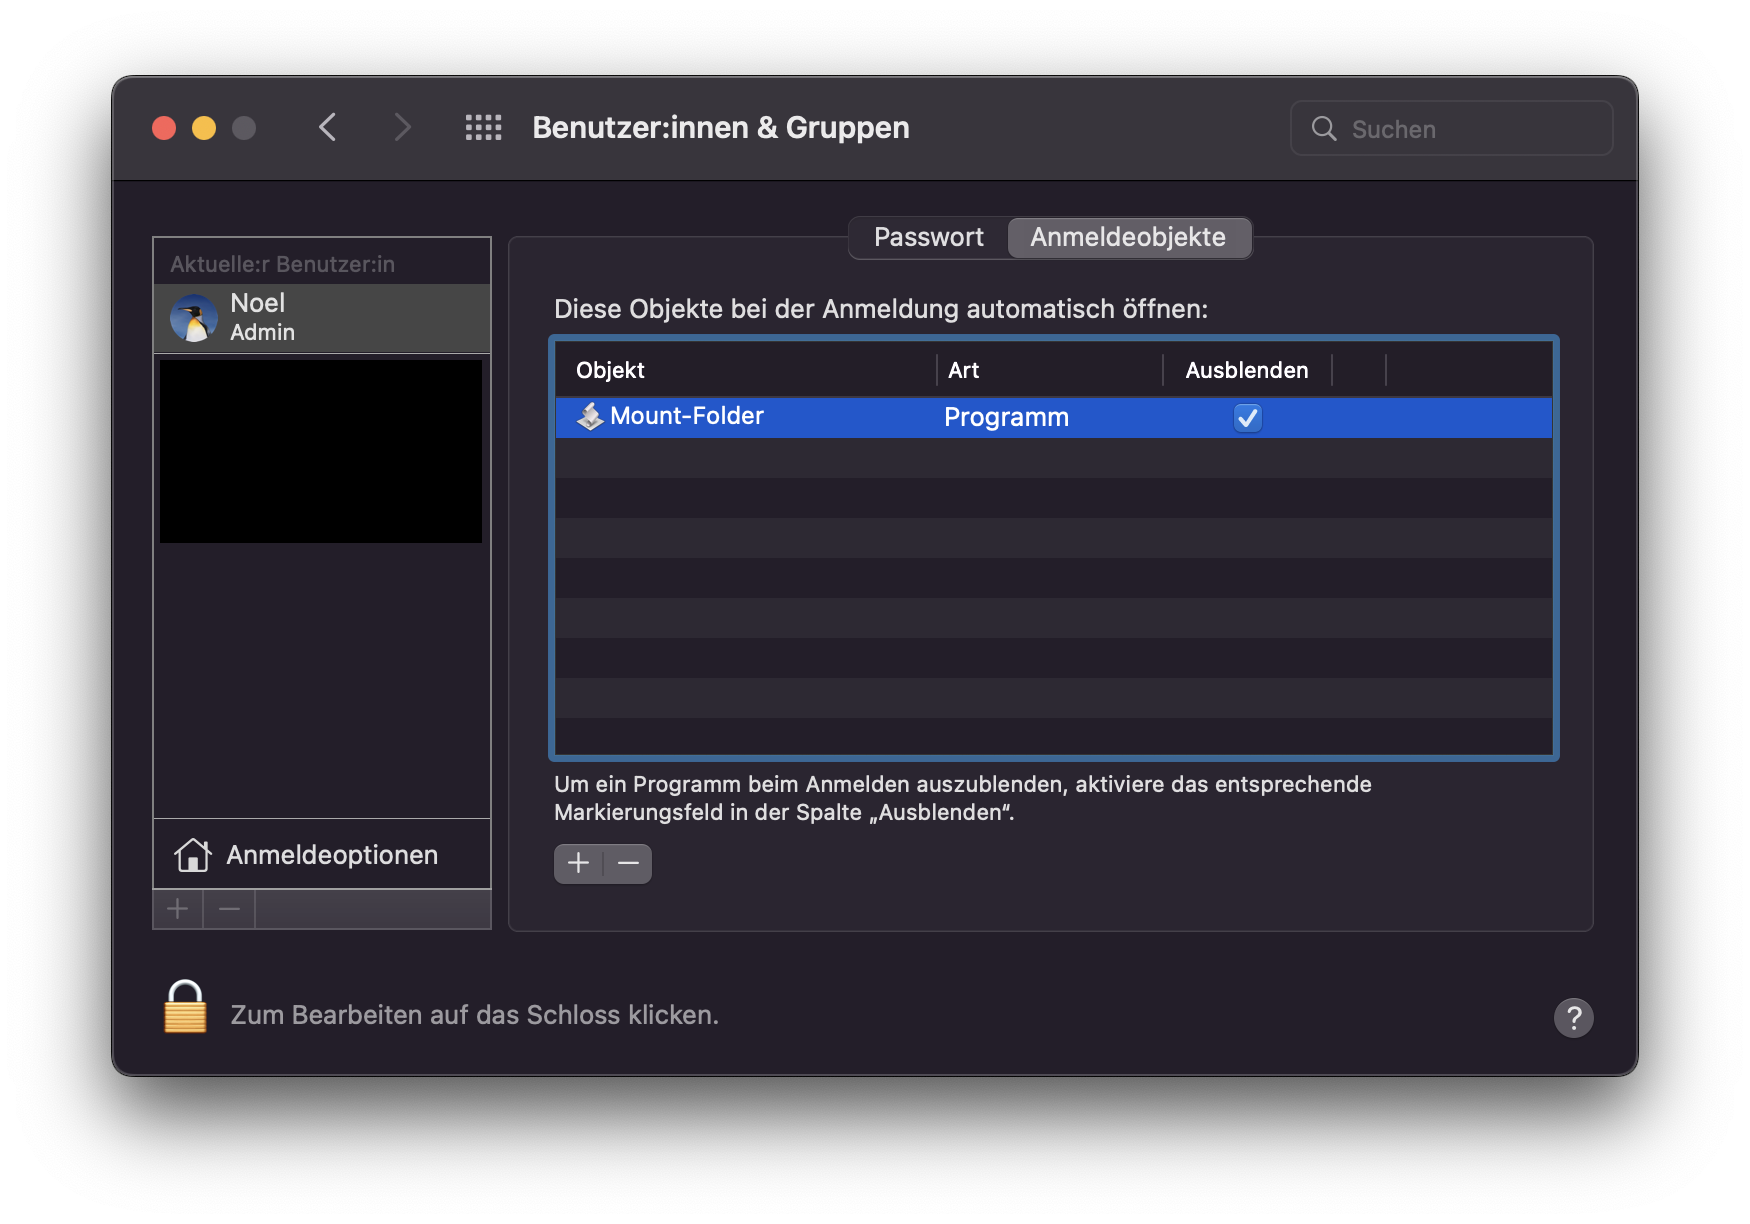 Benutzer:innen & Gruppen
Suchen
Aktuelle:r Benutzer:in
Noel
Admin
Anmeldeoptionen
Passwort
Anmeldeobjekte
Diese Objekte bei der Anmeldung automatisch öffnen:
Objekt Art Ausblenden
Mount-Folder Programm
Um ein Programm beim Anmelden auszublenden, aktiviere das entsprechende
Markierungsfeld in der Spalte „Ausblenden“.
Zum Bearbeiten auf das Schloss klicken.
?